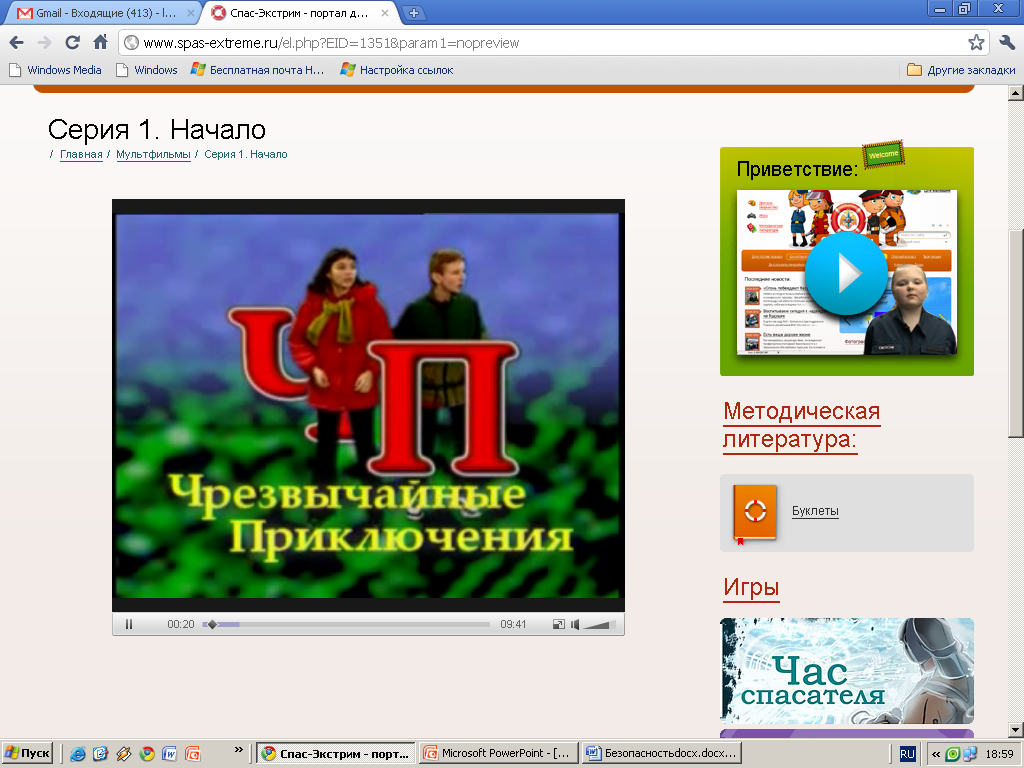 Gmail - Входящие (413) - l...
Спас-Экстрим - портал д...
www.spas-extreme.ru/el.php?EID=1351&param1=nopreview
Windows Media
Windows
Бесплатная почта H...
Настройка ссылок
Другие закладки
Серия 1. Начало
/ Главная / Мультфильмы / Серия 1. Начало
ЧП
Чрезвычайные
Приключения
00:20
09:41
Приветствие:
Welcome
Последние новости:
Методическая
литература:
Буклеты
Игры
Час
спасателя
Пуск
Спас-Экстрим - порт...
Microsoft PowerPoint - [...
Безопасностьdocx.docx...
RU
18:59